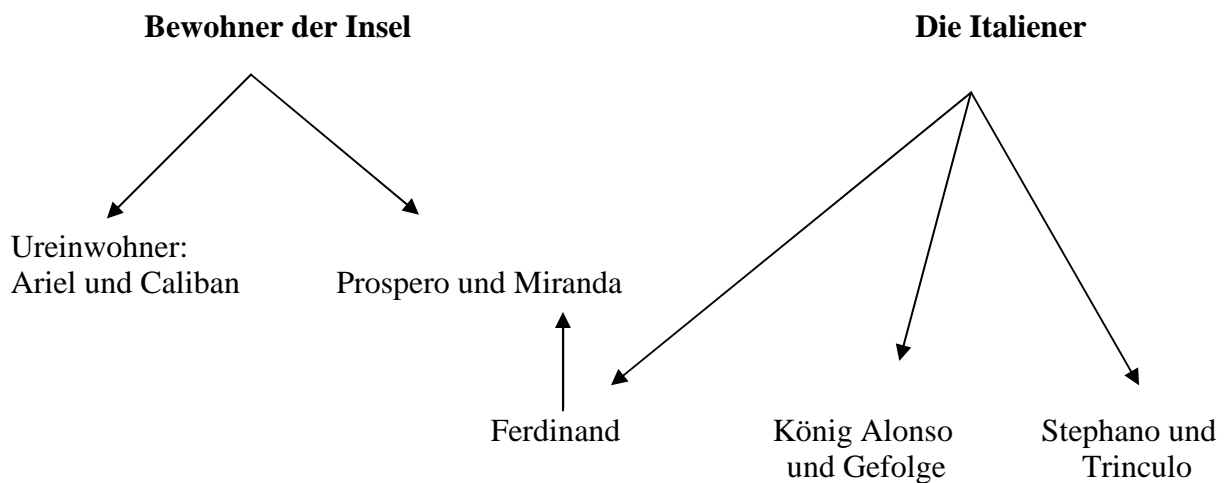 Bewohner der Insel
Die Italiener
Ureinwohner:
Ariel und Caliban
Prospero und Miranda
Ferdinand
König Alonso
und Gefolge
Stephano und
Trinculo